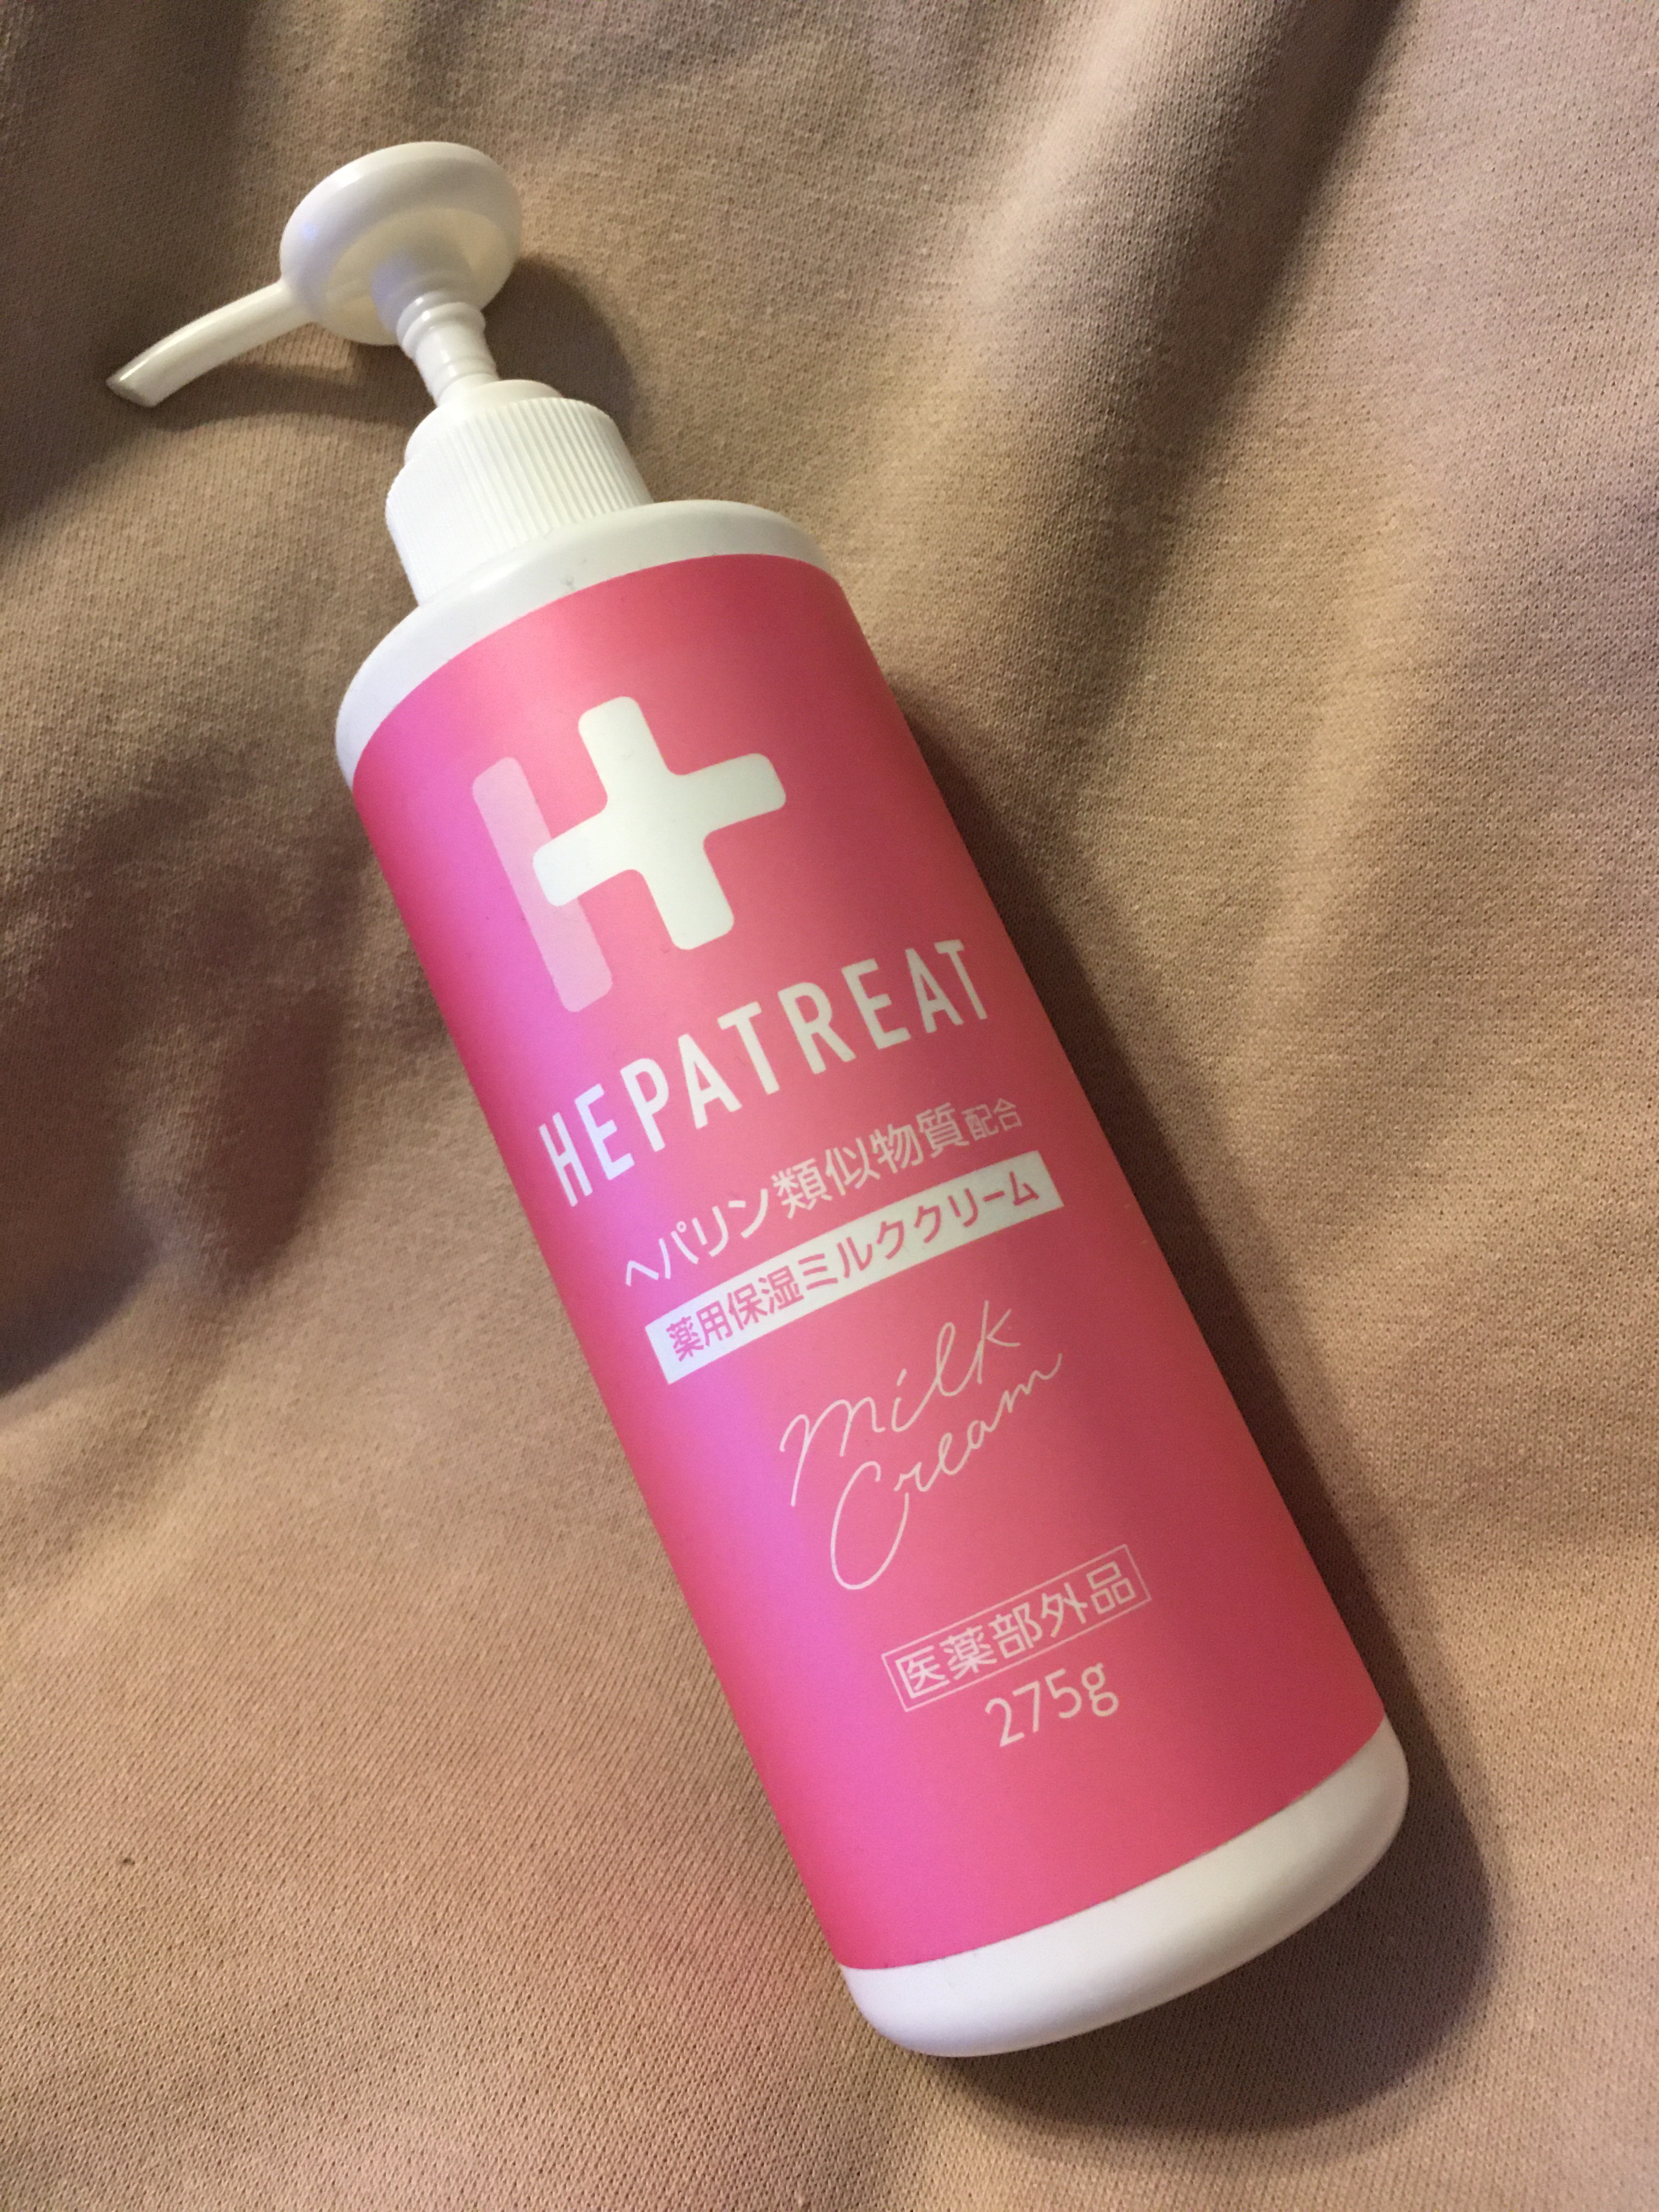 H
HEPATREAT
ヘパリン類似物質配合
薬用保湿ミルククリーム
milk
Cream
医薬部外品
275g